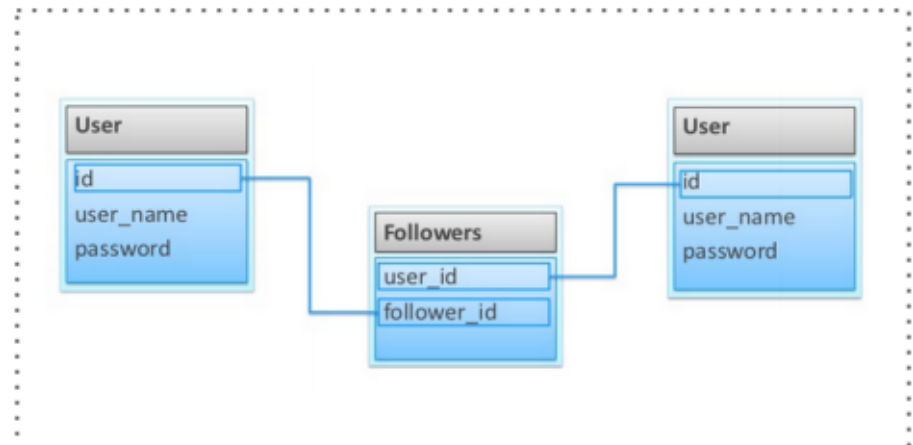 User
id
user_name
password
Followers
user_id
follower_id
User
id
user_name
password